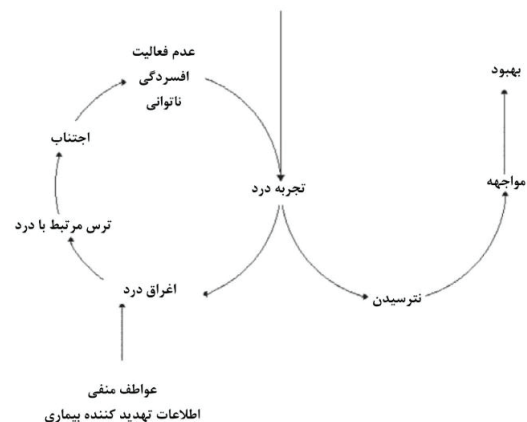 عدم فعالیت
افسردگی
ناتوانی
بهبود
اجتناب
مواجهه
تجربه درد
ترس مرتبط با درد
اغراق درد
نترسیدن
عواطف منفی
اطلاعات تهدید کننده بیماری